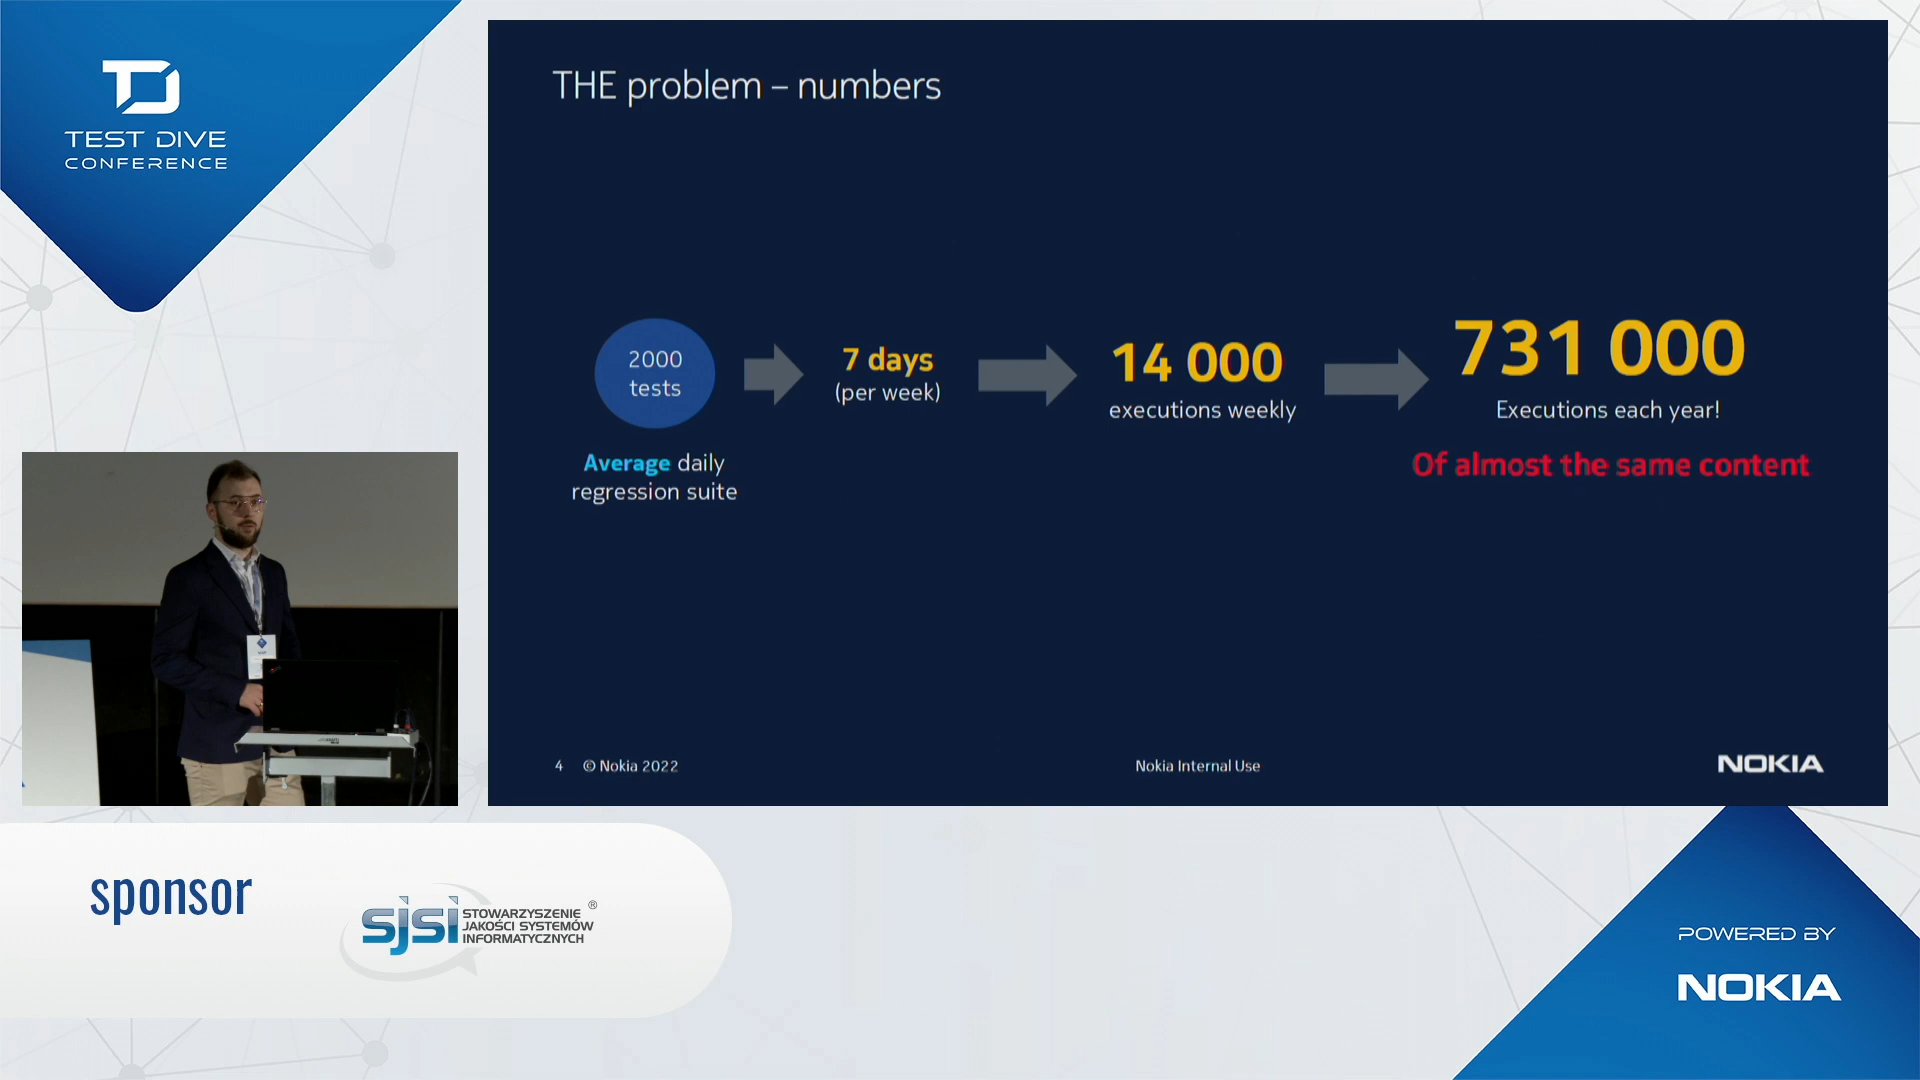 TEST DIVE
CONFERENCE
THE problem – numbers
2000
tests
Average daily
regression suite
7 days
(per week)
14 000
executions weekly
731 000
Executions each year!
Of almost the same content
4 © Nokia 2022
Nokia Internal Use
NOKIA
sponsor
sjsi
STOWARZYSZENIE ®
JAKOŚCI SYSTEMÓW
INFORMATYCZNYCH
POWERED BY
NOKIA